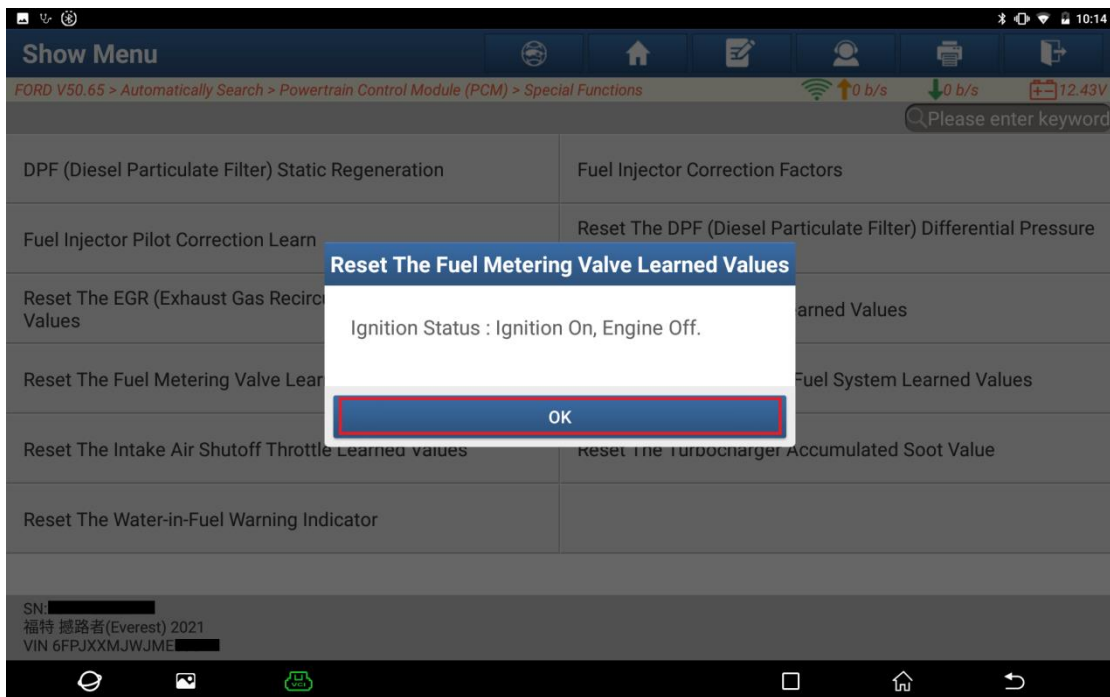 10:14
Show Menu
FORD V50.65 > Automatically Search > Powertrain Control Module (PCM) > Special Functions
0 b/s
0 b/s
12.43V
Please enter keyword
DPF (Diesel Particulate Filter) Static Regeneration
Fuel Injector Correction Factors
Fuel Injector Pilot Correction Learn
Reset The DPF (Diesel Particulate Filter) Differential Pressure
Reset The Fuel Metering Valve Learned Values
Reset The EGR (Exhaust Gas
Values
arned Values
Ignition Status : Ignition On, Engine Off.
Reset The Fuel Metering Valve
Fuel System Learned Values
OK
Reset The Intake Air Shutoff Throttle Learned Values
Reset The Turbocharger Accumulated Soot Value
Reset The Water-in-Fuel Warning Indicator
SN:
福特 撼路者(Everest) 2021
VIN 6FPJXXMJWJME
VCI